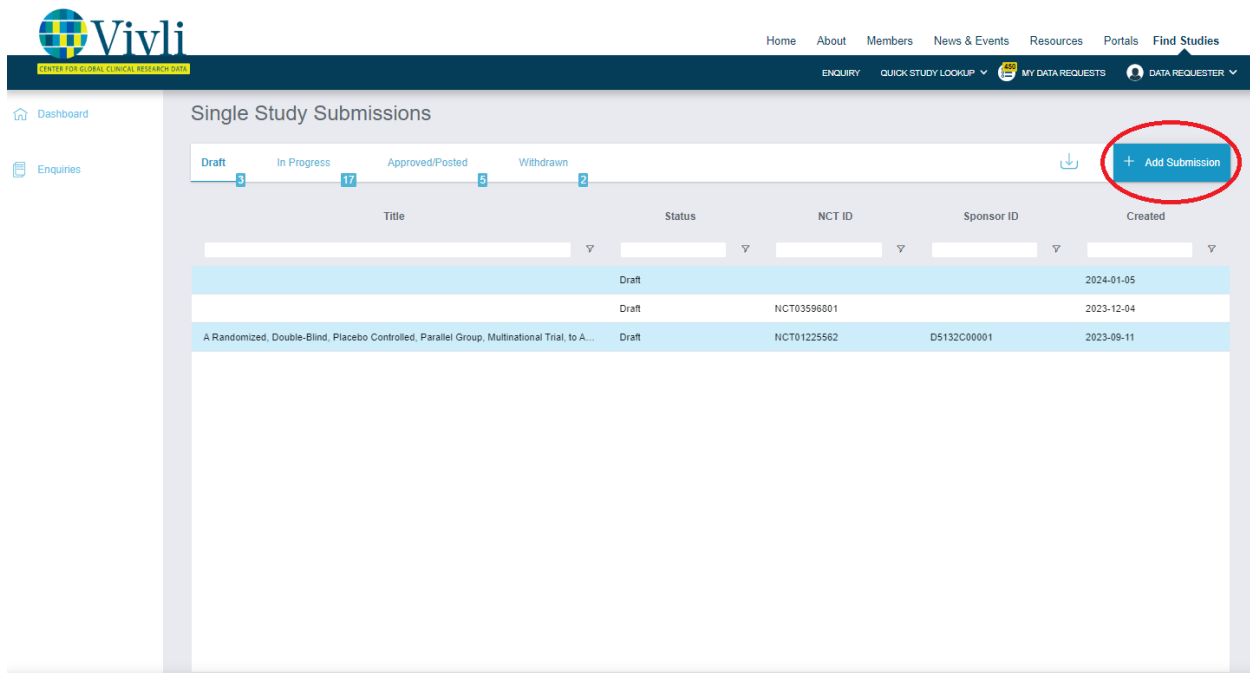 Vivli
CENTER FOR GLOBAL CLINICAL RESEARCH DATA
Home About Members News & Events Resources Portals Find Studies
ENQUIRY QUICK STUDY LOOKUP 450 MY DATA REQUESTS DATA REQUESTER
Dashboard
Enquiries
Single Study Submissions
Draft 3 In Progress 17 Approved/Posted 5 Withdrawn 2 + Add Submission
Title Status NCT ID Sponsor ID Created
Draft 2024-01-05
Draft NCT03596801 2023-12-04
A Randomized, Double-Blind, Placebo Controlled, Parallel Group, Multinational Trial, to A... Draft NCT01225562 D5132C00001 2023-09-11